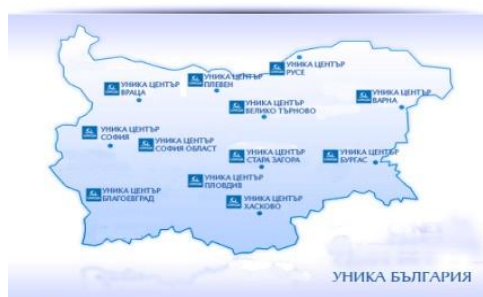 УНИКА ЦЕНТЪР
РУСЕ
УНИКА ЦЕНТЪР
ПЛЕВЕН
УНИКА ЦЕНТЪР
ВРАЦА
УНИКА ЦЕНТЪР
ВАРНА
УНИКА ЦЕНТЪР
ВЕЛИКО ТЪРНОВО
УНИКА ЦЕНТЪР
СОФИЯ
УНИКА ЦЕНТЪР
СОФИЯ ОБЛАСТ
УНИКА ЦЕНТЪР
СТАРА ЗАГОРА
УНИКА ЦЕНТЪР
БУРГАС
УНИКА ЦЕНТЪР
ПЛОВДИВ
УНИКА ЦЕНТЪР
БЛАГОЕВГРАД
УНИКА ЦЕНТЪР
ХАСКОВО
УНИКА БЪЛГАРИЯ